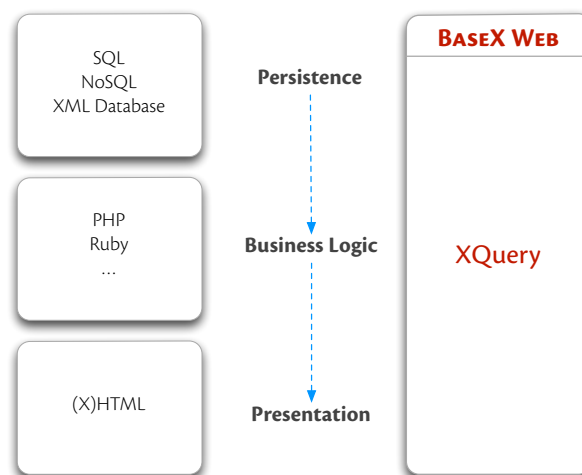 SQL
NoSQL
XML Database
Persistence
BaseX Web
PHP
Ruby
...
Business Logic
XQuery
(X)HTML
Presentation